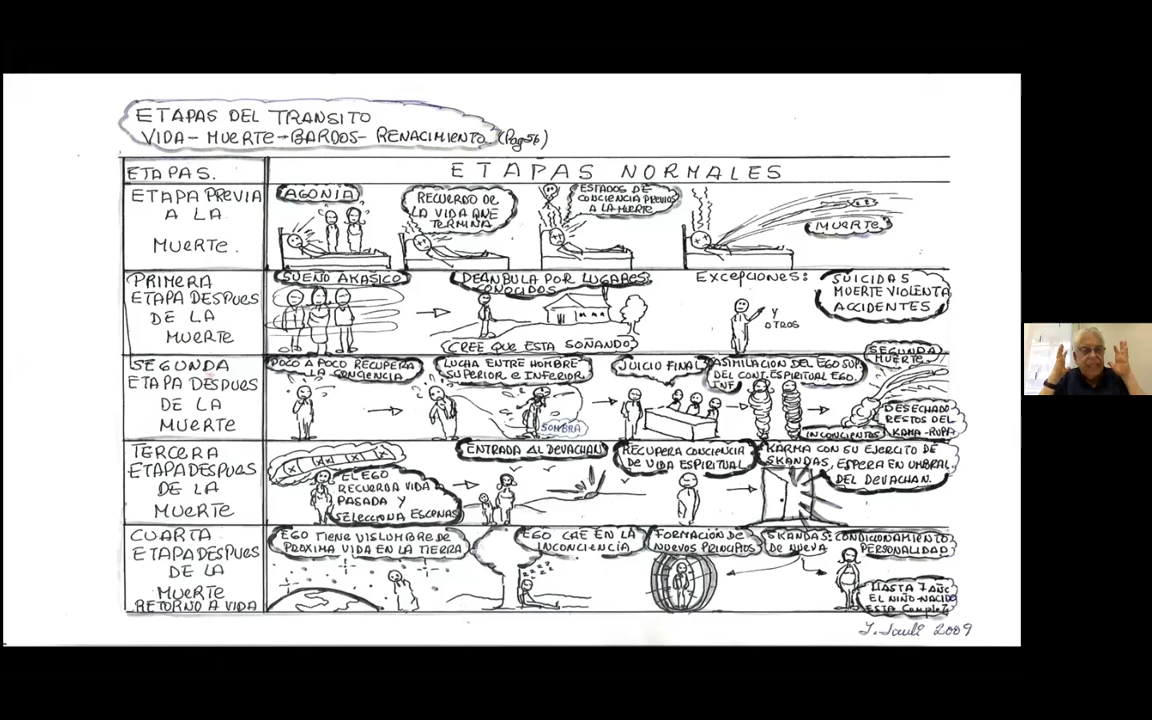 ETAPAS DEL TRANSITO
VIDA - MUERTE - BARDOS - RENACIMIENTO. (Pag 56)
ETAPAS.
ETAPAS NORMALES
ETAPA PREVIA
A LA
MUERTE.
AGONIA
RECUERDO DE
LA VIDA QUE
TERMINA
ESTADOS DE
CONCIENCIA PREVIOS
A LA MUERTE
MUERTE
PRIMERA
ETAPA DESPUES
DE LA
MUERTE
SUEÑO AKASICO
DEANBULA POR LUGARES
CONOCIDOS
CREE QUE ESTA SOÑANDO
EXCEPCIONES:
Y
OTROS
SUICIDAS
MUERTE VIOLENTA
ACCIDENTES
SEGUNDA
ETAPA DESPUES
DE LA
MUERTE
POCO A POCO RECUPERA
LA CONCIENCIA
LUCHA ENTRE HOMBRE
SUPERIOR E INFERIOR.
SOMBRA
JUICIO FINAL
ASIMILACION DEL EGO SUP.
DEL CONT. ESPIRITUAL EGO.
INF.
INCONCIENTES
SEGUNDA
MUERTE
DESECHADO
RESTOS DEL
KAMA-RUPA
TERCERA
ETAPA DESPUES
DE LA
MUERTE
EL EGO
RECUERDA VIDA
PASADA Y
SELECCIONA ESCENAS
ENTRADA AL DEVACHAN
RECUPERA CONCIENCIA
DE VIDA ESPIRITUAL
KARMA CON SU EJERCITO DE
SKANDAS, ESPERA EN UMBRAL
DEL DEVACHAN.
CUARTA
ETAPA DESPUES
DE LA
MUERTE
RETORNO A VIDA
EGO TIENE VISLUMBRE DE
PROXIMA VIDA EN LA TIERRA
EGO CAE EN LA
INCONCIENCIA
FORMACION DE
NUEVOS PRINCIPIOS
SKANDAS: CONDICIONAMIENTO
DE NUEVA PERSONALIDAD
HASTA 7 AÑO
EL NIÑO NACIDO
ESTA
2009